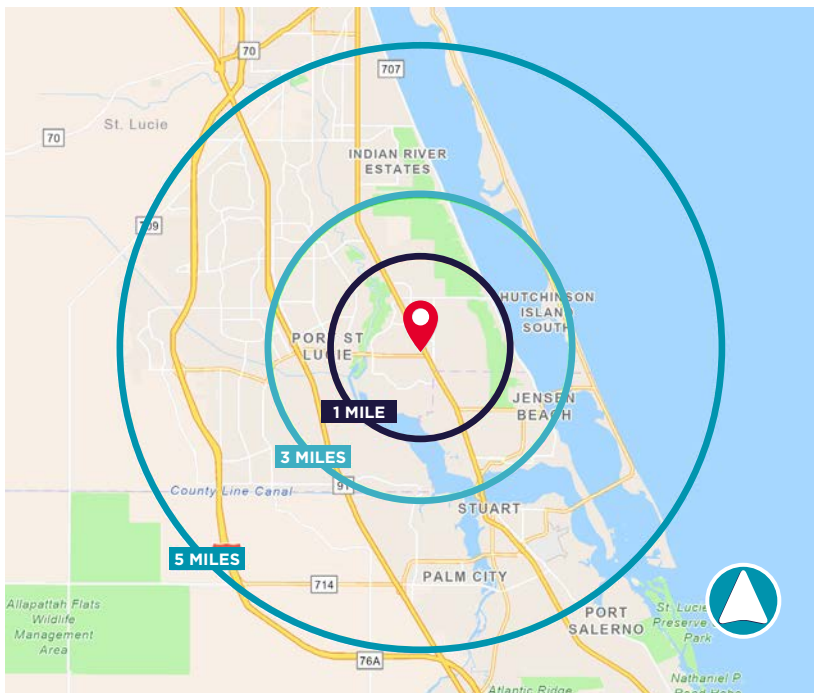 70
707
St. Lucie
70
INDIAN RIVER
ESTATES
709
HUTCHINSON
ISLAND
SOUTH
PORT ST
LUCIE
JENSEN
BEACH
1 MILE
3 MILES
91
County Line Canal
STUART
5 MILES
714
PALM CITY
Allapattah Flats
Wildlife
Management
Area
PORT
SALERNO
St. Lucie
Preserve
Park
76A
Nathaniel P
Atlantic Ridge